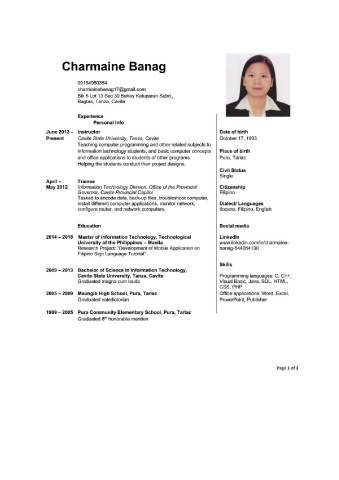 Charmaine Banag
09154980354
charmainebanag17@gmail.com
Blk 5 Lot 13 Sec 30 Bahay Katuparan Subd.,
Bagtas, Tanza, Cavite
Experience
Personal Info
June 2013 – Present
Instructor
Cavite State University, Tanza, Cavite
Teaching computer programming and other related subjects to
information technology students, and basic computer concepts
and office applications to students of other programs.
Helping the students conduct their project designs.
April – May 2012
Trainee
Information Technology Division, Office of the Provincial
Governor, Cavite Provincial Capitol
Tasked to encode data, back-up files, troubleshoot computer,
install different computer applications, monitor network,
configure router, and network computers.
Education
2014 – 2018 Master of Information Technology, Technological
University of the Philippines – Manila
Research Project: "Development of Mobile Application on
Filipino Sign Language Tutorial"
2009 – 2013 Bachelor of Science in Information Technology,
Cavite State University, Tanza, Cavite
Graduated magna cum laude
2005 – 2009 Maungib High School, Pura, Tarlac
Graduated valedictorian
1999 – 2005 Pura Community Elementary School, Pura, Tarlac
Graduated 6th honorable mention
Date of birth
October 17, 1993
Place of birth
Pura, Tarlac
Civil Status
Single
Citizenship
Filipino
Dialect/ Languages
Ilocano, Filipino, English
Social media
LinkedIn
www.linkedin.com/in/charmaine-
banag-544954130
Skills
Programming languages: C, C++,
Visual Basic, Java, SQL, HTML,
CSS, PHP
Office applications: Word, Excel,
PowerPoint, Publisher
Page 1 of 3